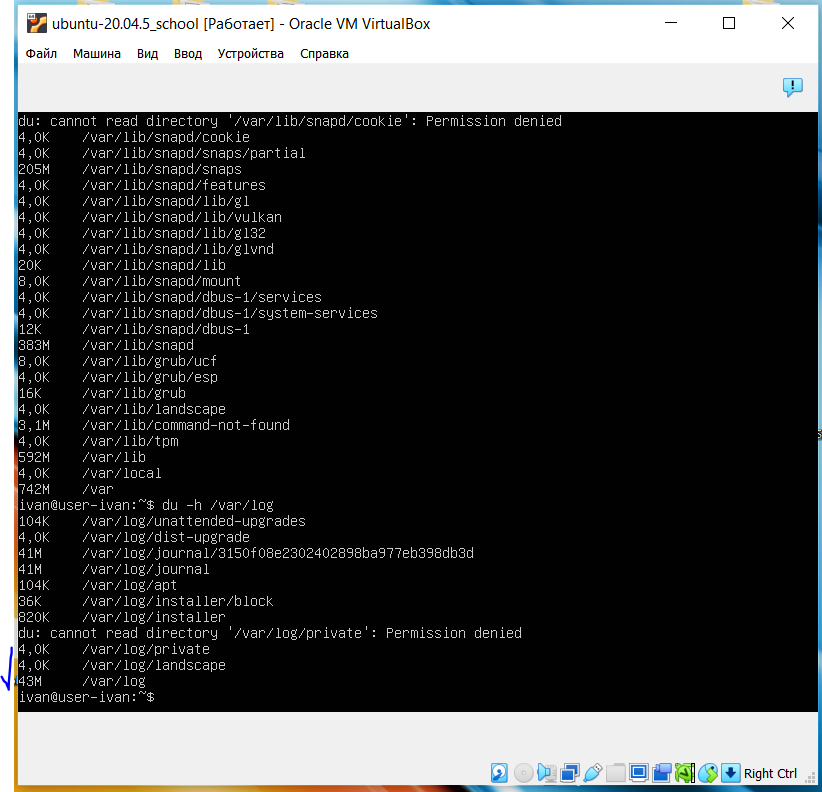 ubuntu-20.04.5_school [Работает] - Oracle VM VirtualBox
Файл Машина Вид Ввод Устройства Справка
du: cannot read directory '/var/lib/snapd/cookie': Permission denied
4,0K /var/lib/snapd/cookie
4,0K /var/lib/snapd/snaps/partial
205M /var/lib/snapd/snaps
4,0K /var/lib/snapd/features
4,0K /var/lib/snapd/lib/gl
4,0K /var/lib/snapd/lib/vulkan
4,0K /var/lib/snapd/lib/gl32
4,0K /var/lib/snapd/lib/glvnd
20K /var/lib/snapd/lib
8,0K /var/lib/snapd/mount
4,0K /var/lib/snapd/dbus-1/services
4,0K /var/lib/snapd/dbus-1/system-services
12K /var/lib/snapd/dbus-1
383M /var/lib/snapd
8,0K /var/lib/grub/ucf
4,0K /var/lib/grub/esp
16K /var/lib/grub
4,0K /var/lib/landscape
3,1M /var/lib/command-not-found
4,0K /var/lib/tpm
592M /var/lib
4,0K /var/local
742M /var
ivan@user-ivan:~$ du -h /var/log
104K /var/log/unattended-upgrades
4,0K /var/log/dist-upgrade
41M /var/log/journal/3150f08e2302402898ba977eb398db3d
41M /var/log/journal
104K /var/log/apt
36K /var/log/installer/block
820K /var/log/installer
du: cannot read directory '/var/log/private': Permission denied
4,0K /var/log/private
4,0K /var/log/landscape
43M /var/log
ivan@user-ivan:~$
Right Ctrl